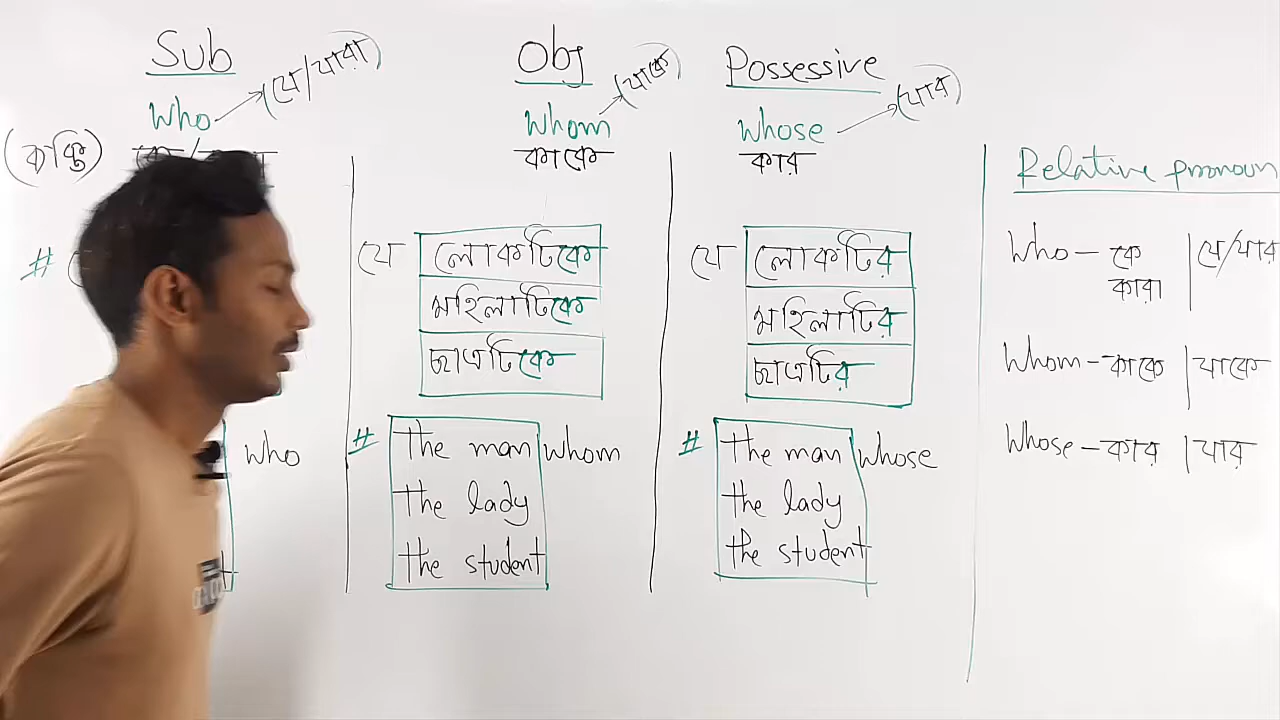 Sub
Who → (যে/যারা)
(ব্যক্তি)
#
who
Obj
Whom → (যাকে)
কাকে
যে লোকটিকে
মহিলাটিকে
ছাত্রটিকে
# The man whom
The lady
The student
Possessive
Whose → (যার)
কার
যে লোকটির
মহিলাটির
ছাত্রটির
# The man whose
The lady
The student
Relative pronoun
Who – কে | যে/যারা
কারা
Whom – কাকে | যাকে
Whose – কার | যার